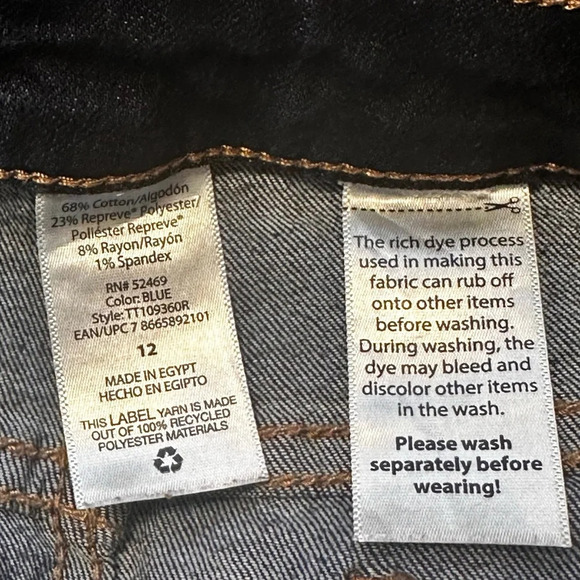 68% Cotton/Algodón
23% Repreve® Polyester/
Poliéster Repreve®
8% Rayon/Rayón
1% Spandex
RN# 52469
Color: BLUE
Style: TT109360R
EAN/UPC 7 8665892101
12
MADE IN EGYPT
HECHO EN EGIPTO
THIS LABEL YARN IS MADE
OUT OF 100% RECYCLED
POLYESTER MATERIALS
The rich dye process
used in making this
fabric can rub off
onto other items
before washing.
During washing, the
dye may bleed and
discolor other items
in the wash.
Please wash
separately before
wearing!